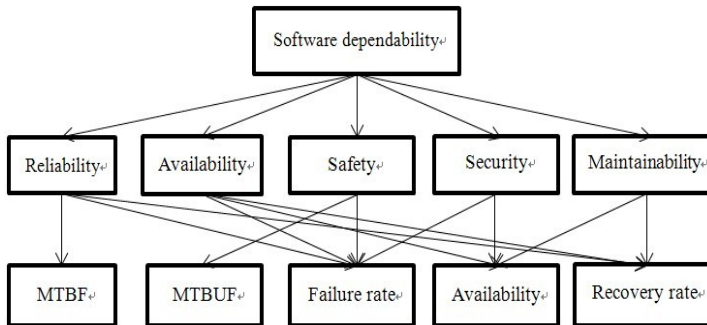 Software dependability
Reliability
Availability
Safety
Security
Maintainability
MTBF
MTBUF
Failure rate
Availability
Recovery rate